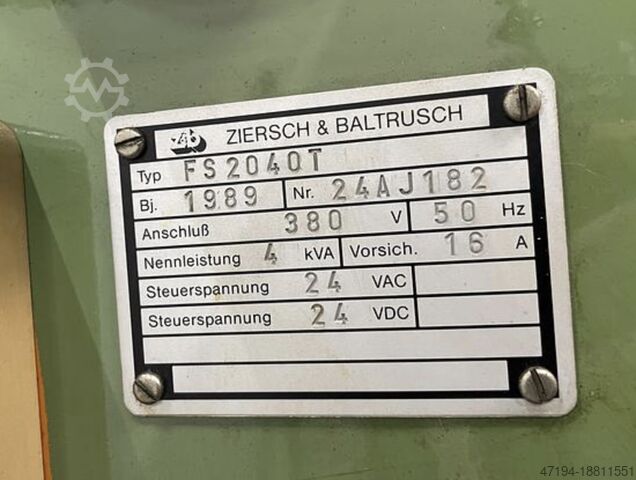 ZIERSCH & BALTRUSCH
Typ FS2040T
Bj. 1989 Nr. 24AJ182
Anschluß 380 V 50 Hz
Nennleistung 4 kVA Vorsich. 16 A
Steuerspannung 24 VAC
Steuerspannung 24 VDC
47194-18811551